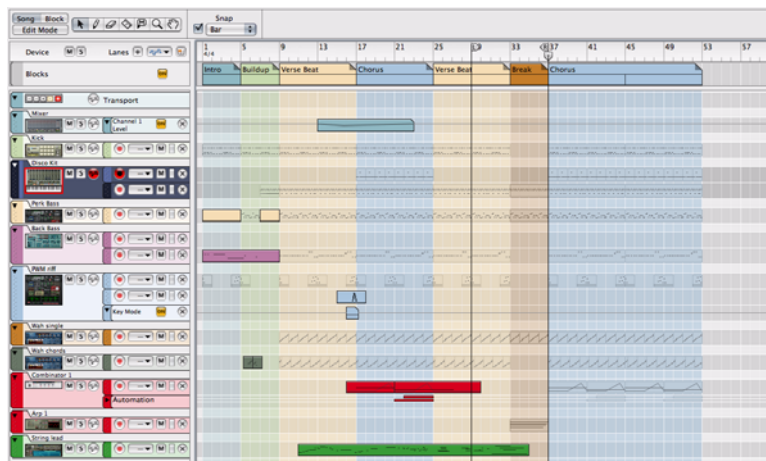 Song Block
Edit Mode
Snap
Bar
Device M S Lanes
1 5 9 13 17 21 25 29 33 37 41 45 49 53 57
4/4
Blocks
Intro Buildup Verse Beat Chorus Verse Beat Break Chorus
Transport
Mixer
M S Channel 1
Level
Kick
M S M
Disco Kit
M S M
M
Perk Bass
M S M
Back Bass
M S M
M
PWM riff
M S M
M
Key Mode
Wah single
M S M
Wah chords
M S M
Combinator 1
M S M
Automation
Arp 1
M S M
String lead
M S M